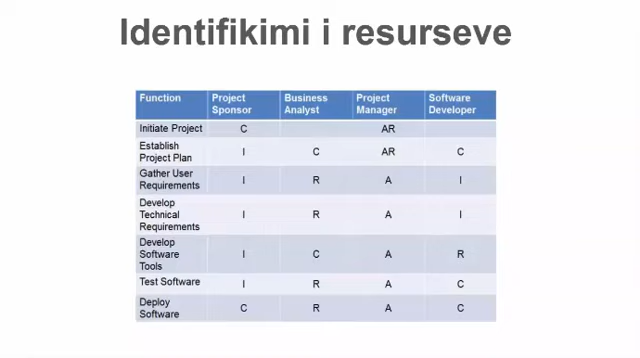 Identifikimi i resurseve
Function Project Sponsor Business Analyst Project Manager Software Developer
Initiate Project C AR
Establish Project Plan I C AR C
Gather User Requirements I R A I
Develop Technical Requirements I R A I
Develop Software Tools I C A R
Test Software I R A C
Deploy Software C R A C